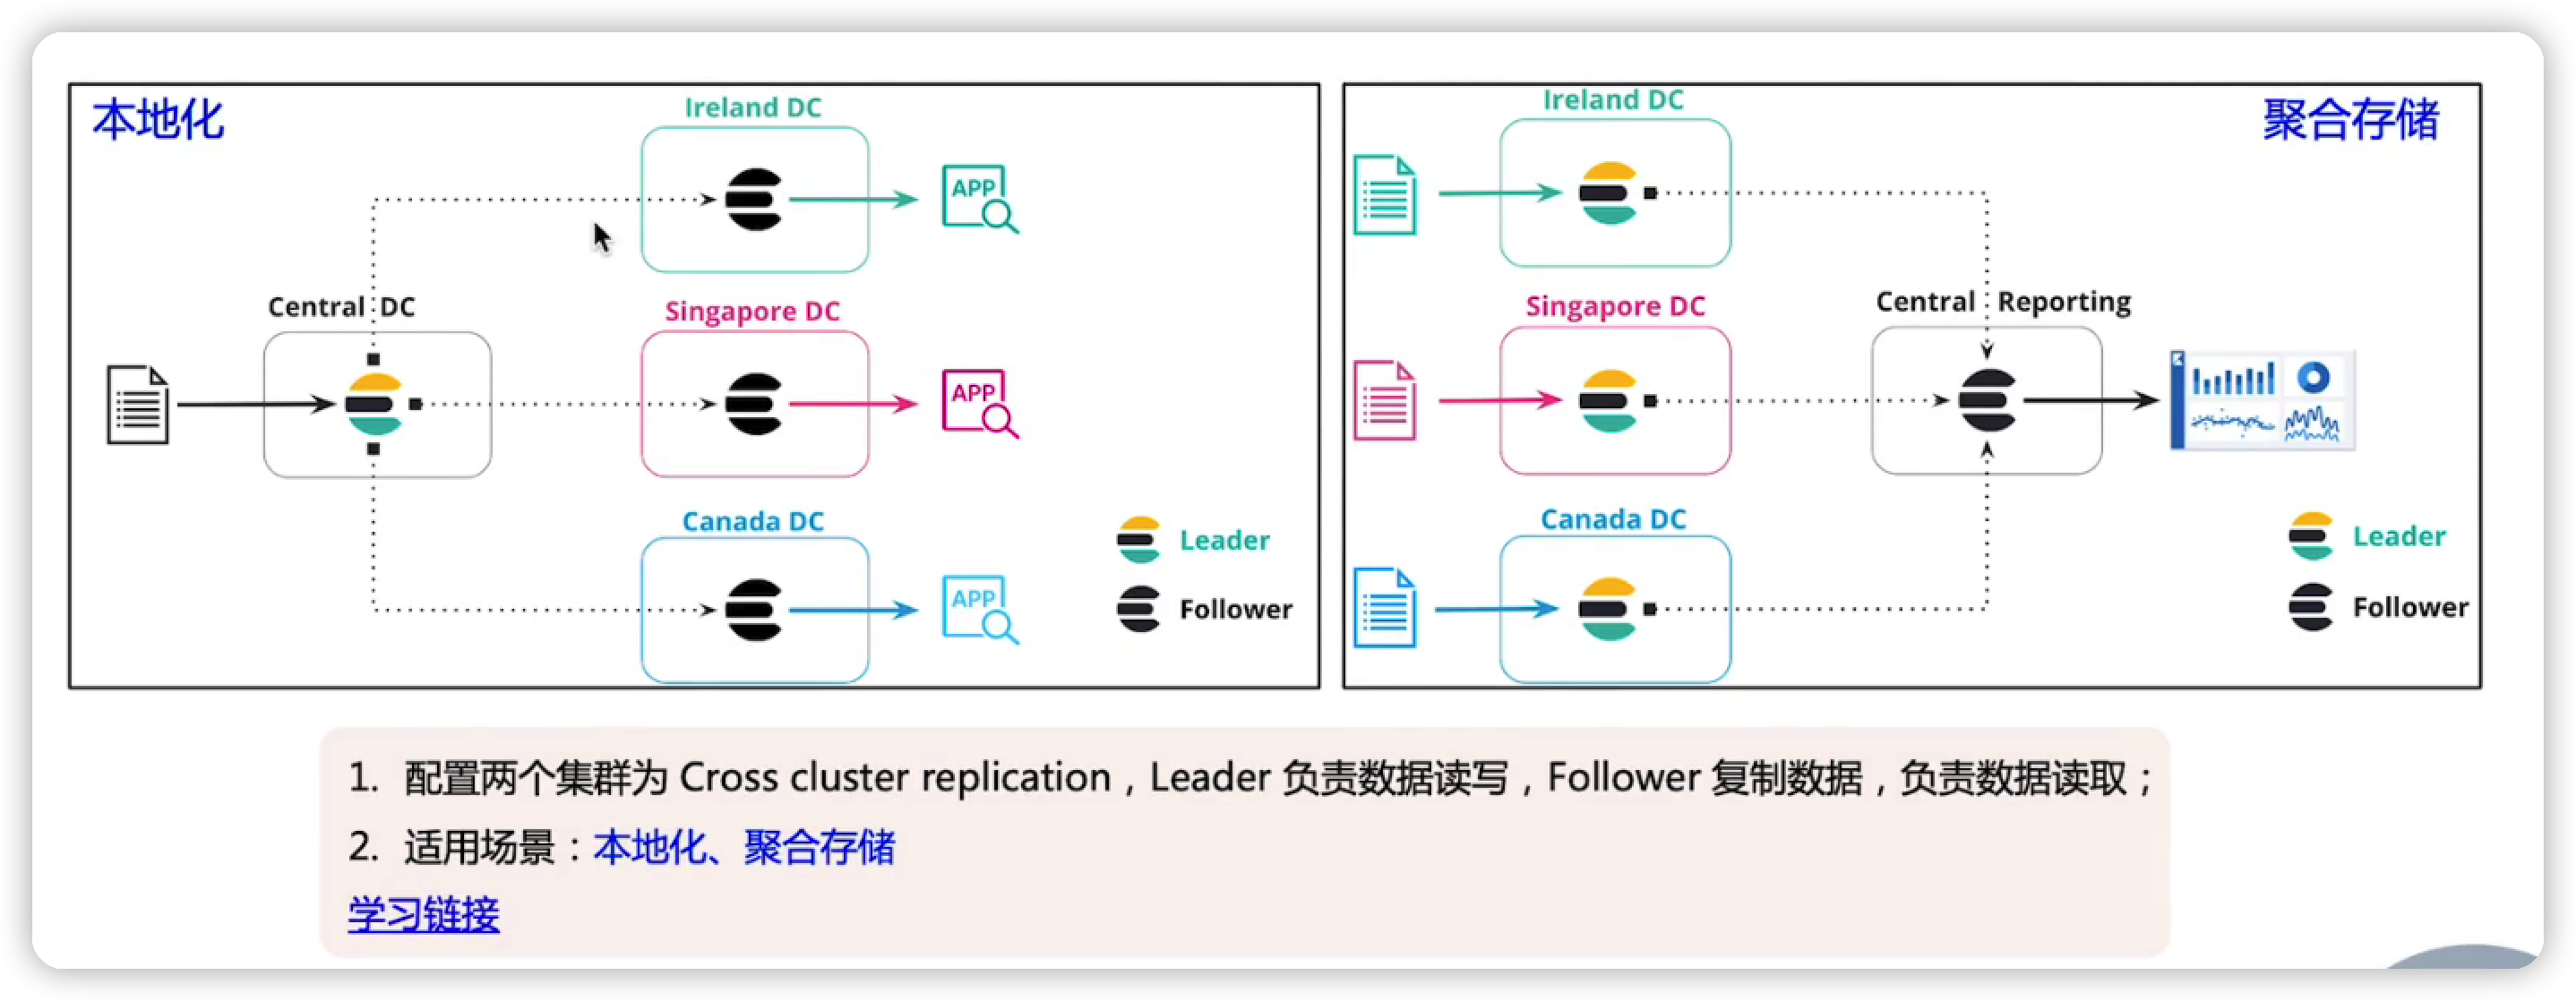 本地化
Ireland DC
APP
Central DC
Singapore DC
APP
Canada DC
APP
Leader
Follower
聚合存储
Ireland DC
Singapore DC
Central Reporting
Canada DC
Leader
Follower
1. 配置两个集群为 Cross cluster replication，Leader 负责数据读写，Follower 复制数据，负责数据读取；
2. 适用场景：本地化、聚合存储
学习链接